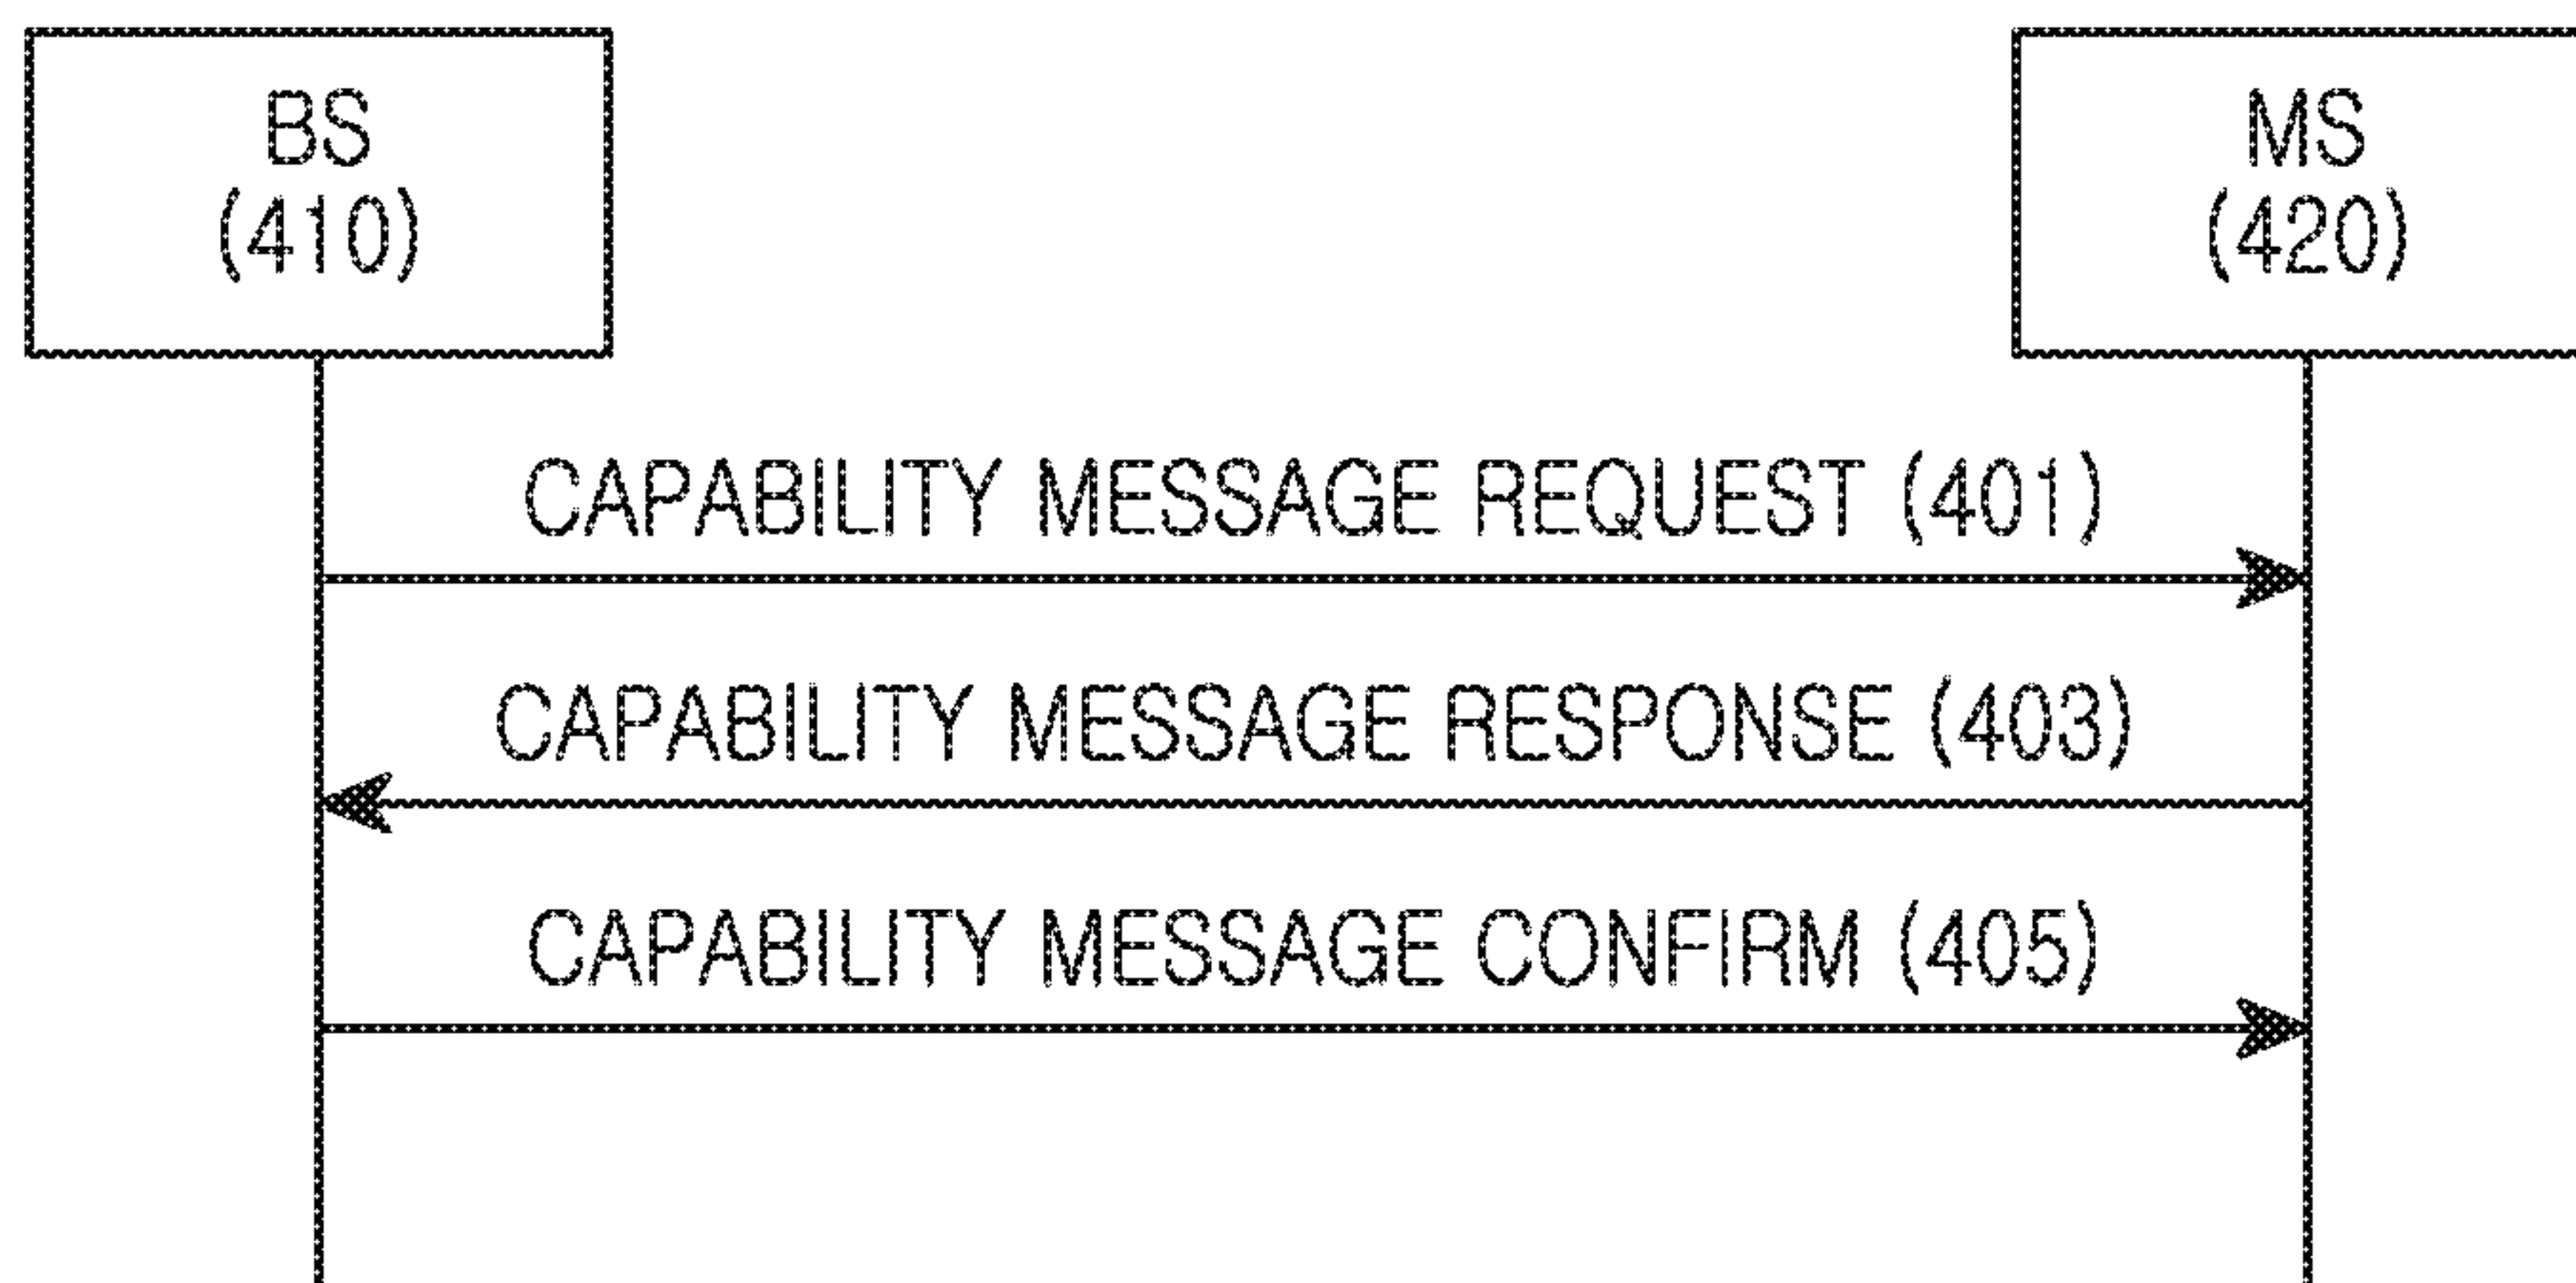 BS
(410)
MS
(420)
CAPABILITY MESSAGE REQUEST (401)
CAPABILITY MESSAGE RESPONSE (403)
CAPABILITY MESSAGE CONFIRM (405)